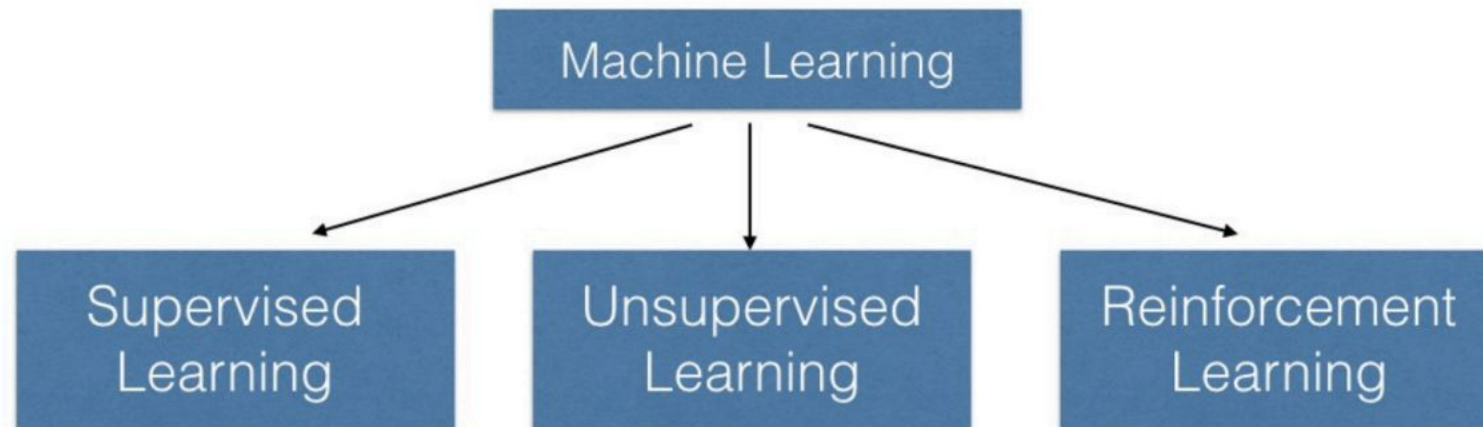 Machine Learning
Supervised
Learning
Unsupervised
Learning
Reinforcement
Learning